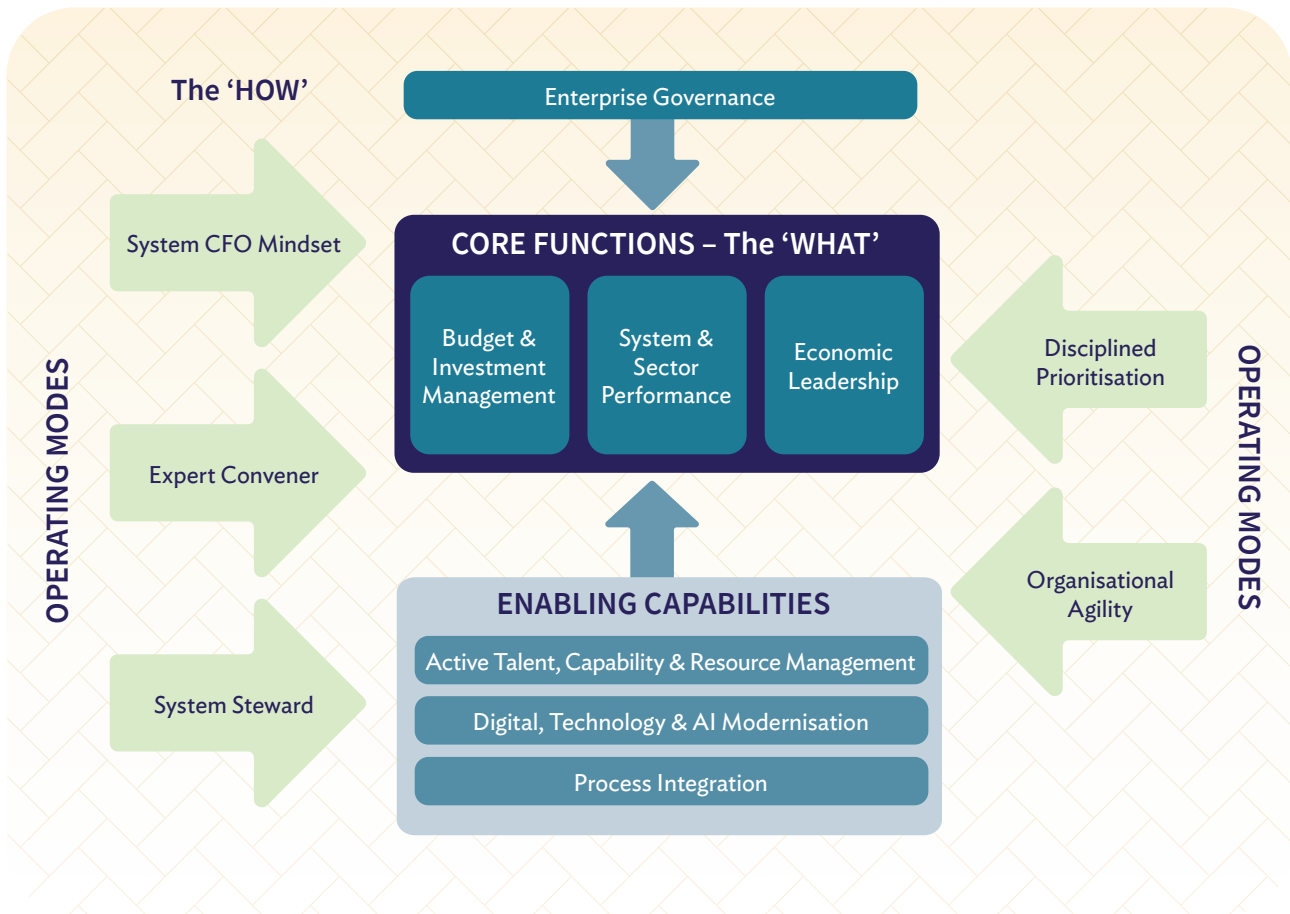 The ‘HOW’
Enterprise Governance
OPERATING MODES
System CFO Mindset
Expert Convener
System Steward
CORE FUNCTIONS – The ‘WHAT’
Budget &
Investment
Management
System &
Sector
Performance
Economic
Leadership
ENABLING CAPABILITIES
Active Talent, Capability & Resource Management
Digital, Technology & AI Modernisation
Process Integration
Disciplined
Prioritisation
Organisational
Agility
OPERATING MODES